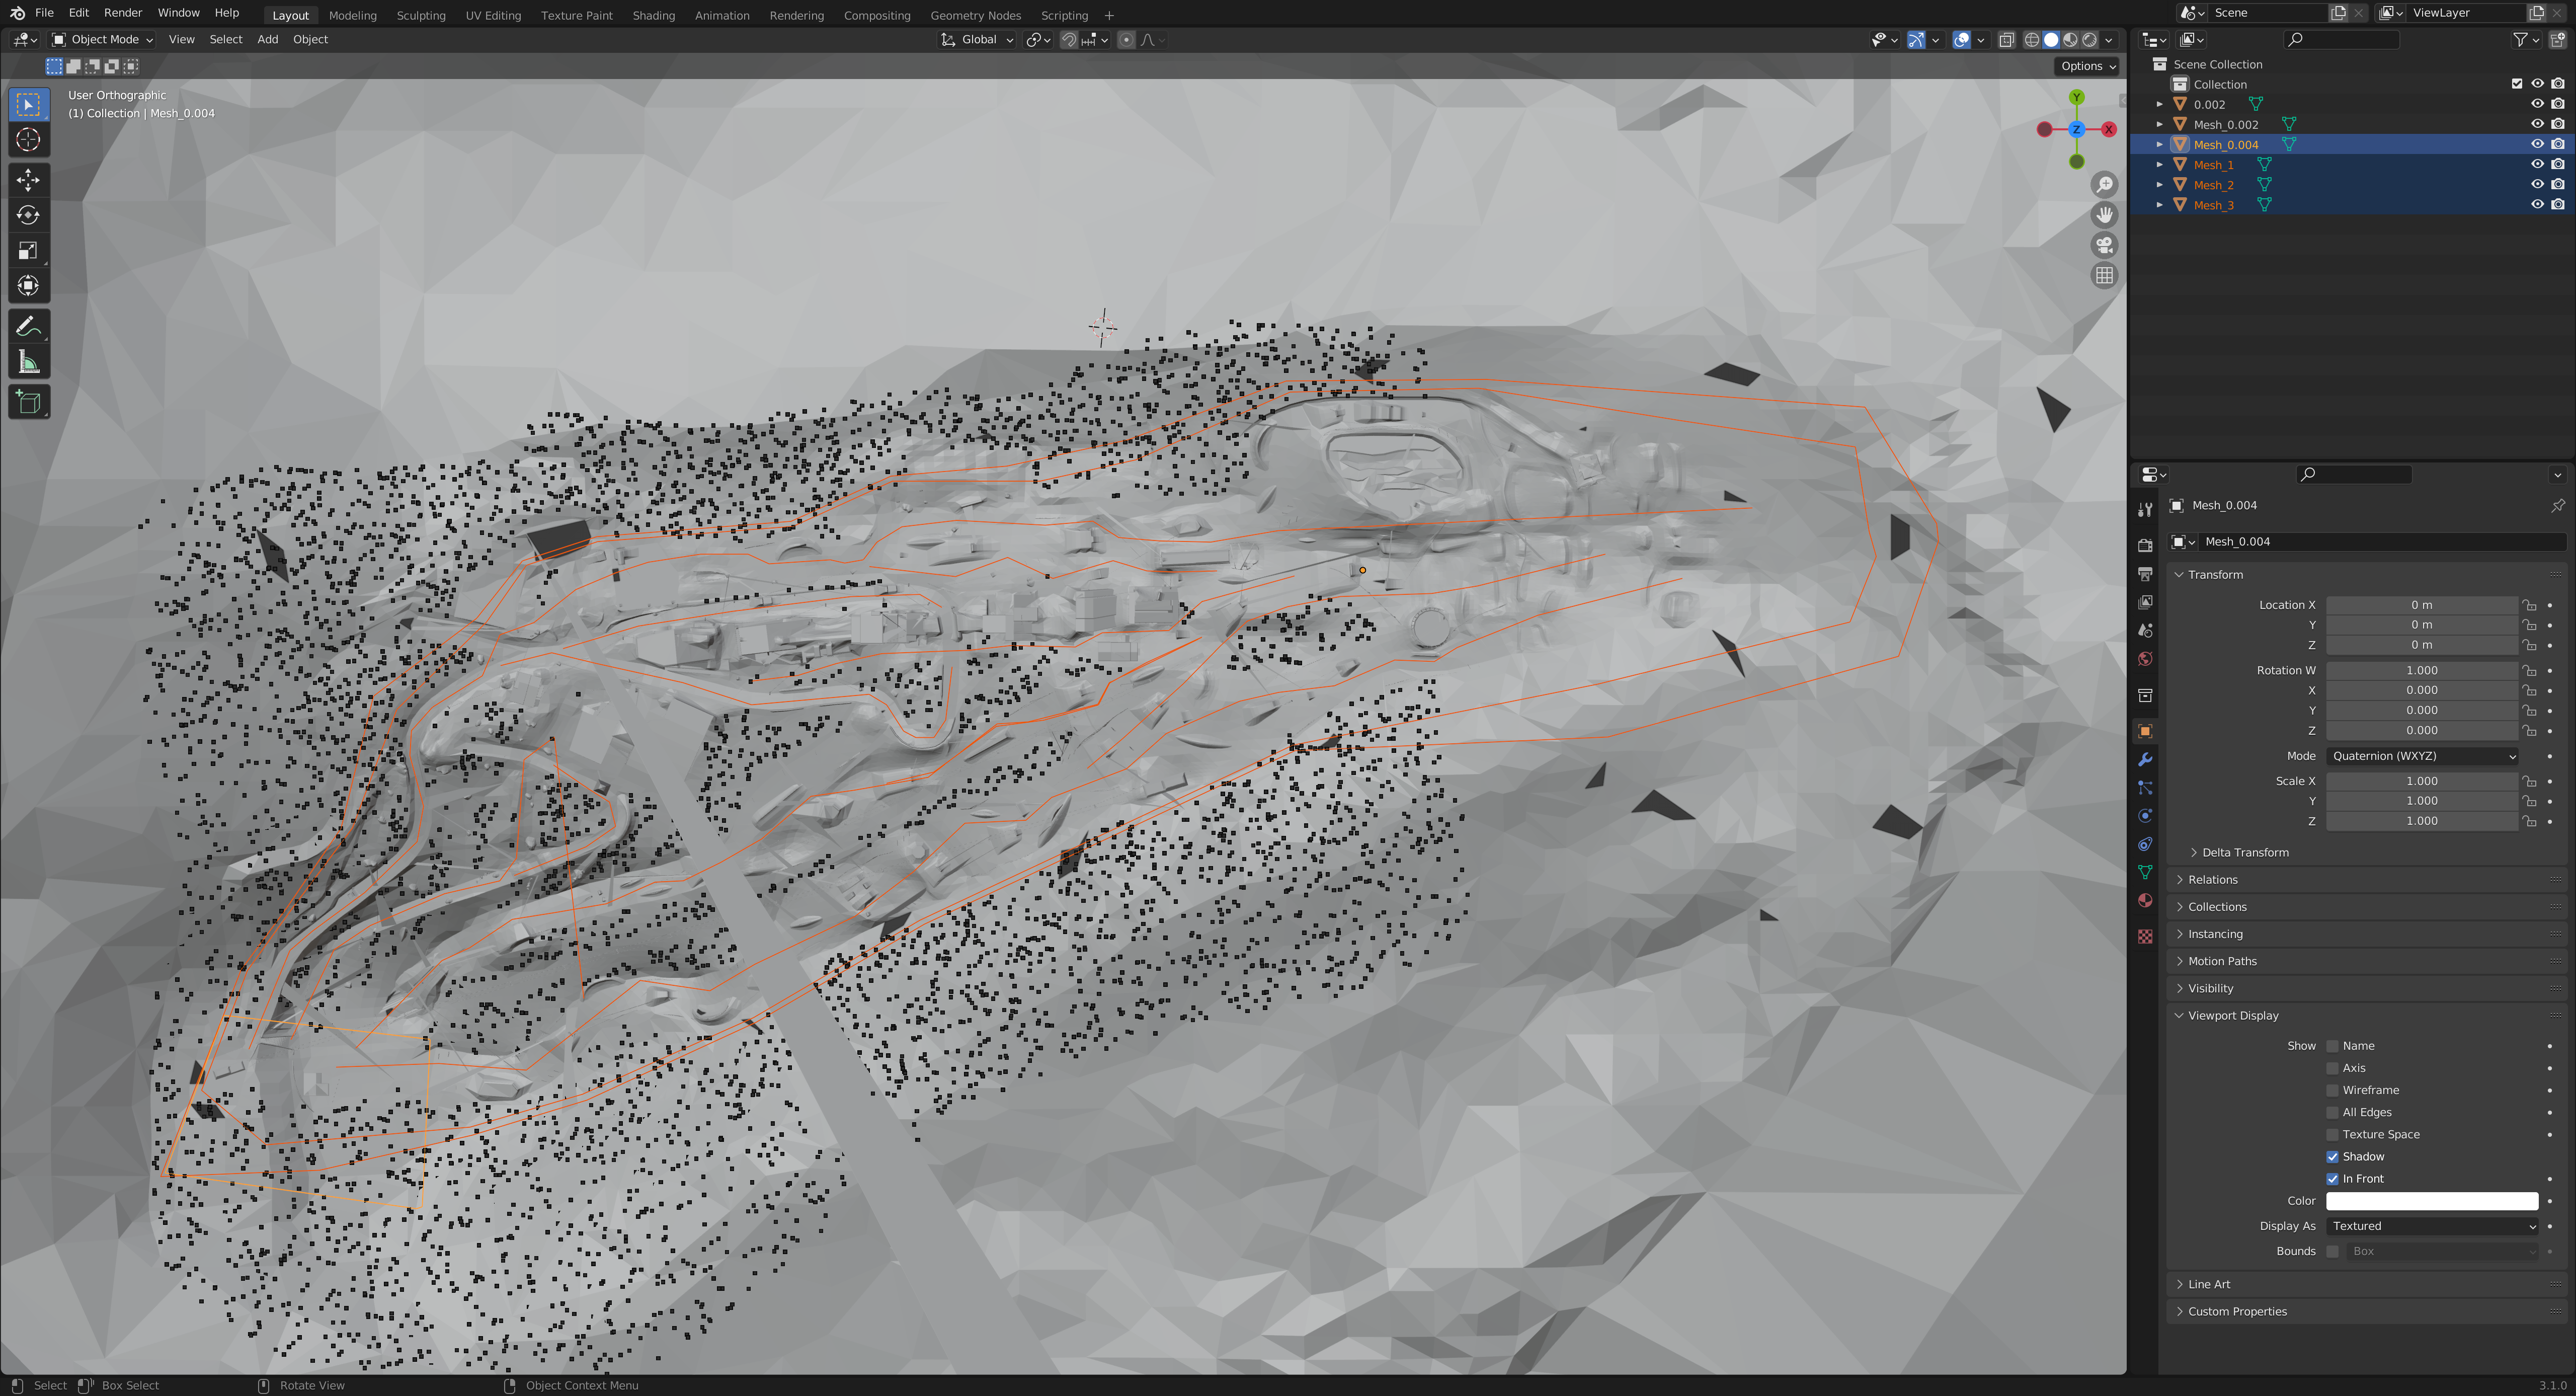 File Edit Render Window Help
Layout Modeling Sculpting UV Editing Texture Paint Shading Animation Rendering Compositing Geometry Nodes Scripting +
Scene
ViewLayer
Object Mode View Select Add Object
Global
Options
User Orthographic
(1) Collection | Mesh_0.004
Y
Z
X
Scene Collection
Collection
0.002
Mesh_0.002
Mesh_0.004
Mesh_1
Mesh_2
Mesh_3
Mesh_0.004
Mesh_0.004
Transform
Location X 0 m
Y 0 m
Z 0 m
Rotation W 1.000
X 0.000
Y 0.000
Z 0.000
Mode Quaternion (WXYZ)
Scale X 1.000
Y 1.000
Z 1.000
Delta Transform
Relations
Collections
Instancing
Motion Paths
Visibility
Viewport Display
Show Name
Axis
Wireframe
All Edges
Texture Space
Shadow
In Front
Color
Display As Textured
Bounds Box
Line Art
Custom Properties
Select Box Select Rotate View Object Context Menu
3.1.0